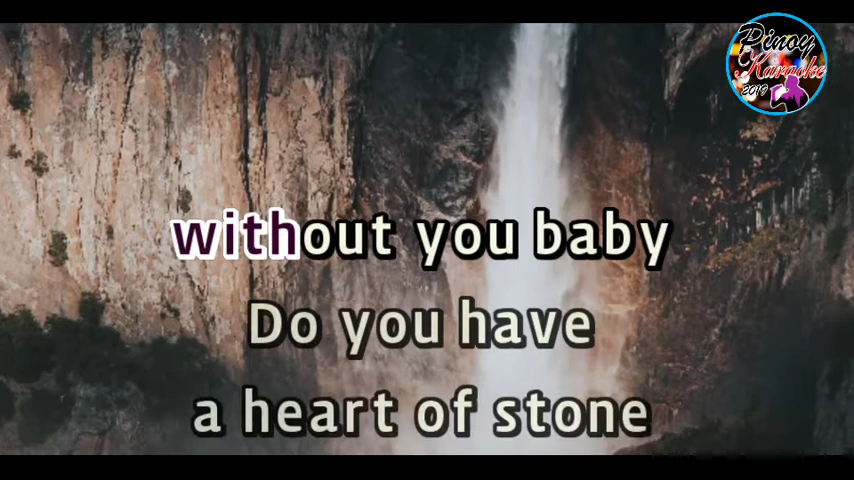 Pinoy
Karaoke
2019
without you baby
Do you have
a heart of stone